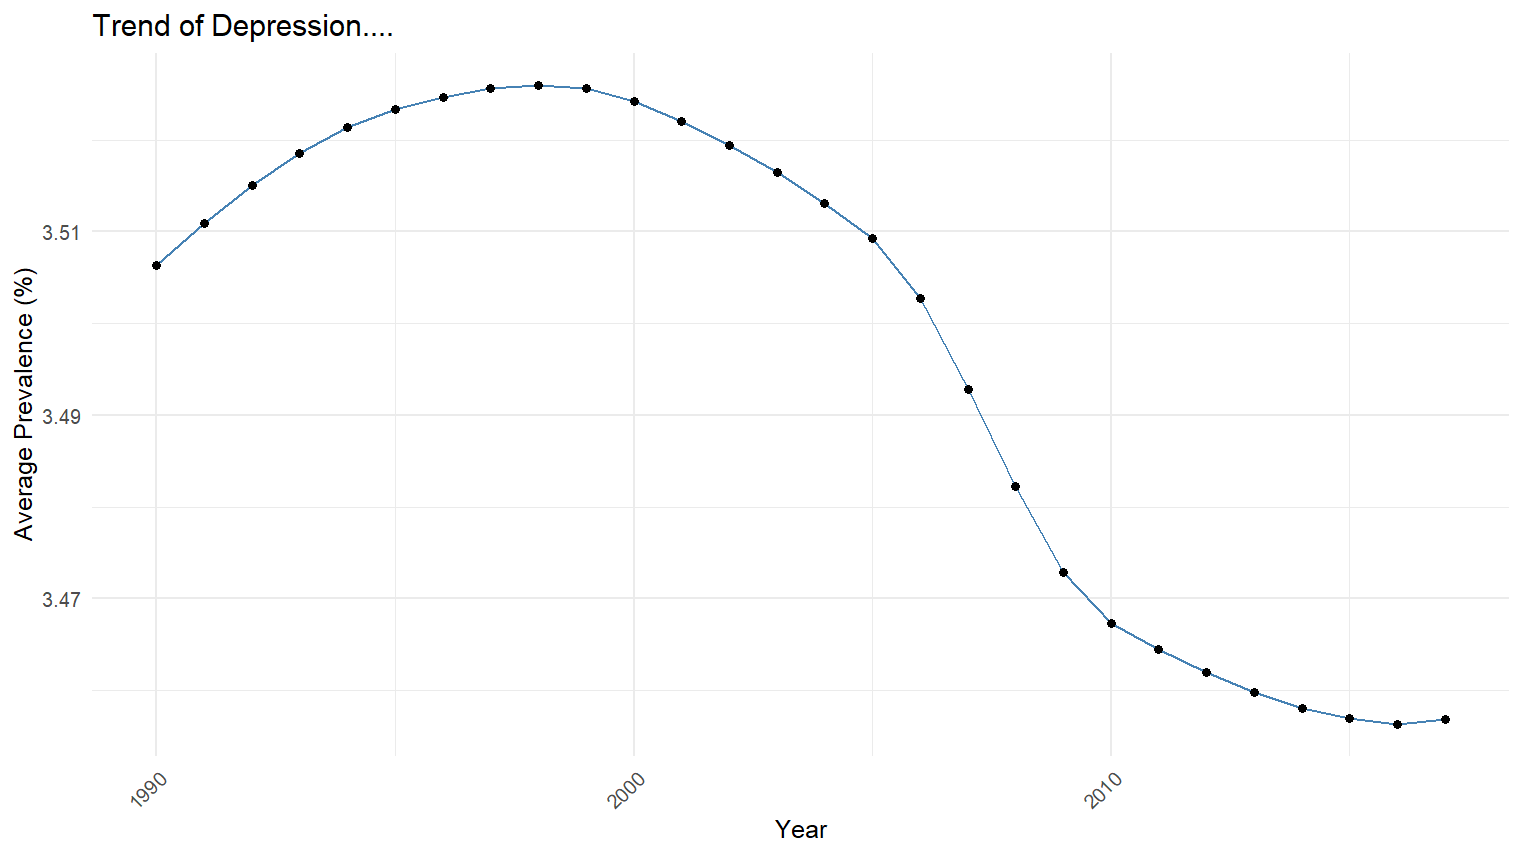 Trend of Depression....
Average Prevalence (%)
3.51
3.49
3.47
1990
2000
2010
Year